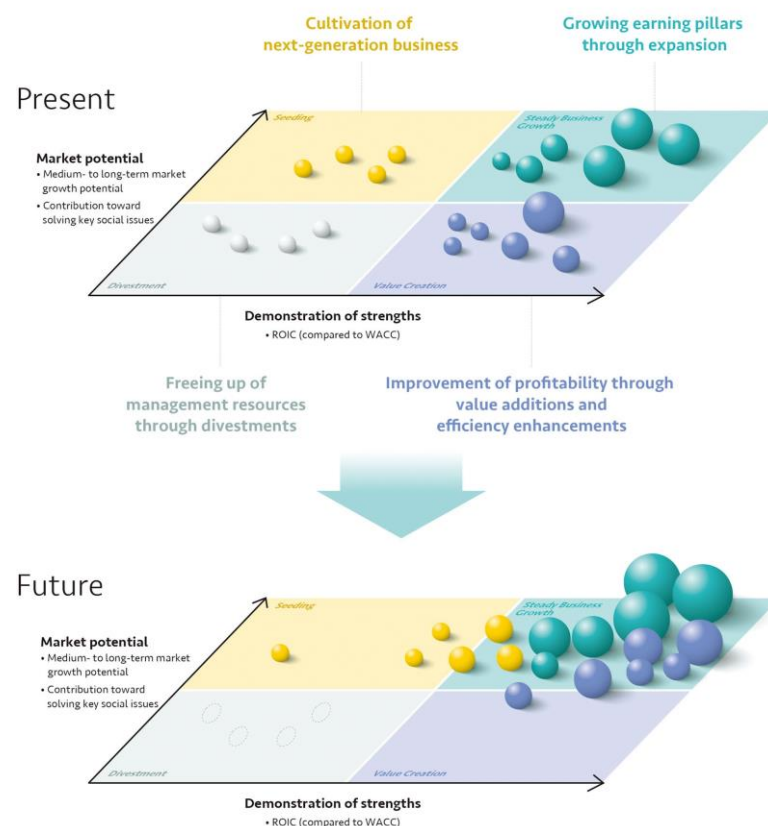 Cultivation of
next-generation business
Growing earning pillars
through expansion
Present
Seeding
Steady Business
Growth
Market potential
• Medium- to long-term market
growth potential
• Contribution toward
solving key social issues
Divestment
Value Creation
Demonstration of strengths
• ROIC (compared to WACC)
Freeing up of
management resources
through divestments
Improvement of profitability through
value additions and
efficiency enhancements
Future
Seeding
Steady Business
Growth
Market potential
• Medium- to long-term market
growth potential
• Contribution toward
solving key social issues
Divestment
Value Creation
Demonstration of strengths
• ROIC (compared to WACC)